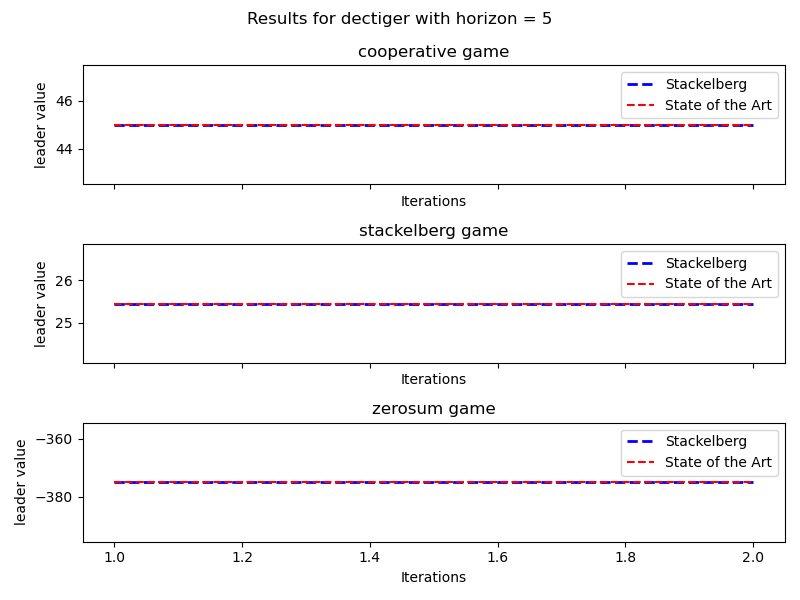 Results for dectiger with horizon = 5
cooperative game
leader value
46
44
Stackelberg
State of the Art
Iterations
stackelberg game
leader value
26
25
Stackelberg
State of the Art
Iterations
zerosum game
leader value
−360
−380
Stackelberg
State of the Art
1.0 1.2 1.4 1.6 1.8 2.0
Iterations